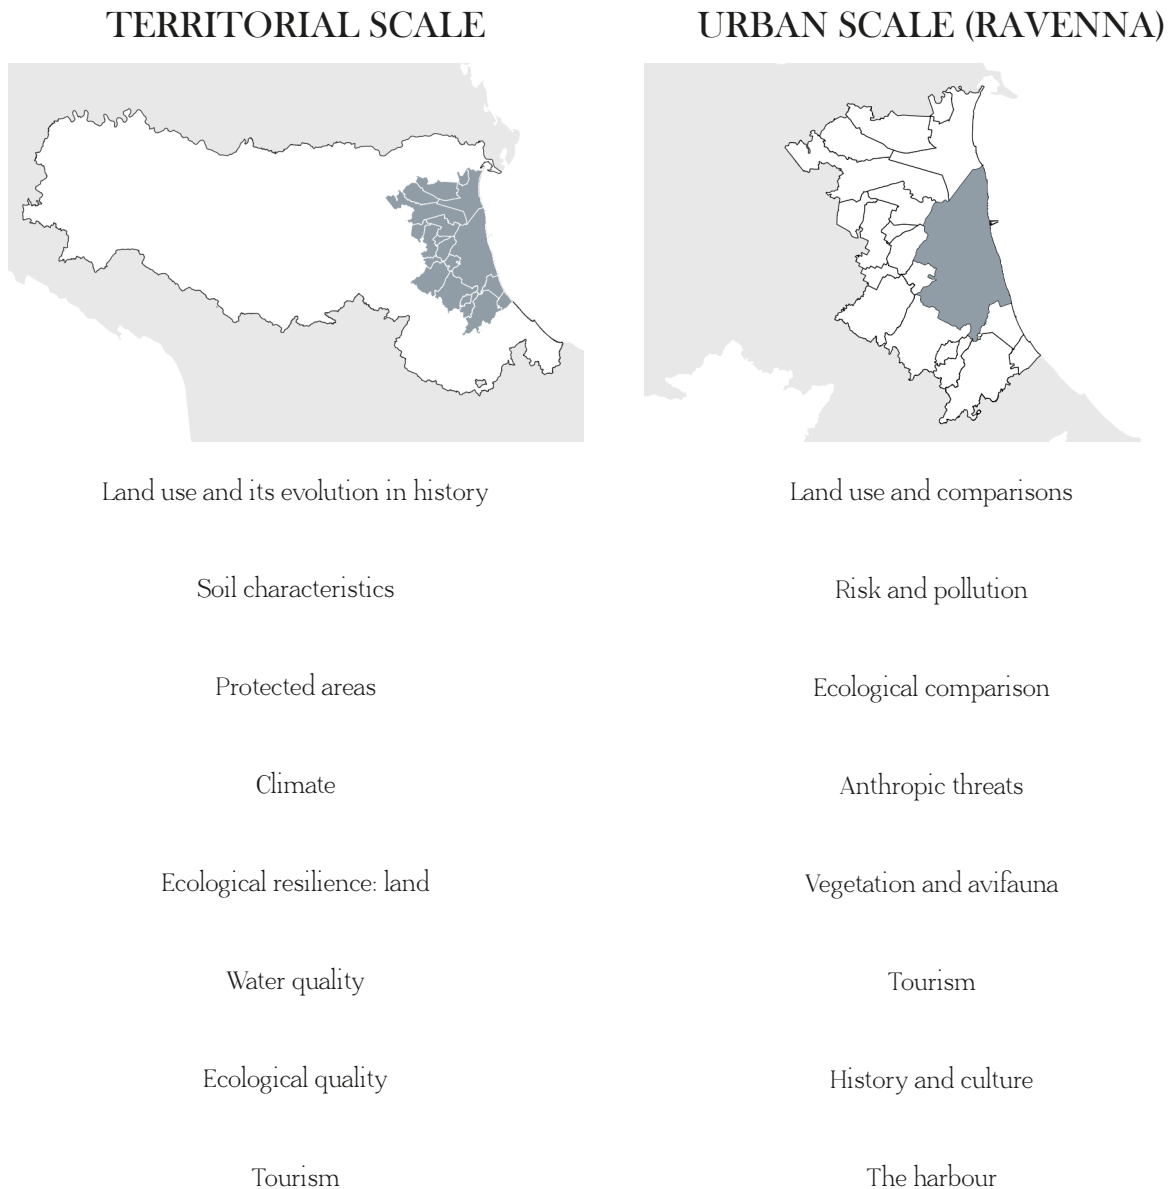 TERRITORIAL SCALE
Land use and its evolution in history
Soil characteristics
Protected areas
Climate
Ecological resilience: land
Water quality
Ecological quality
Tourism
URBAN SCALE (RAVENNA)
Land use and comparisons
Risk and pollution
Ecological comparison
Anthropic threats
Vegetation and avifauna
Tourism
History and culture
The harbour